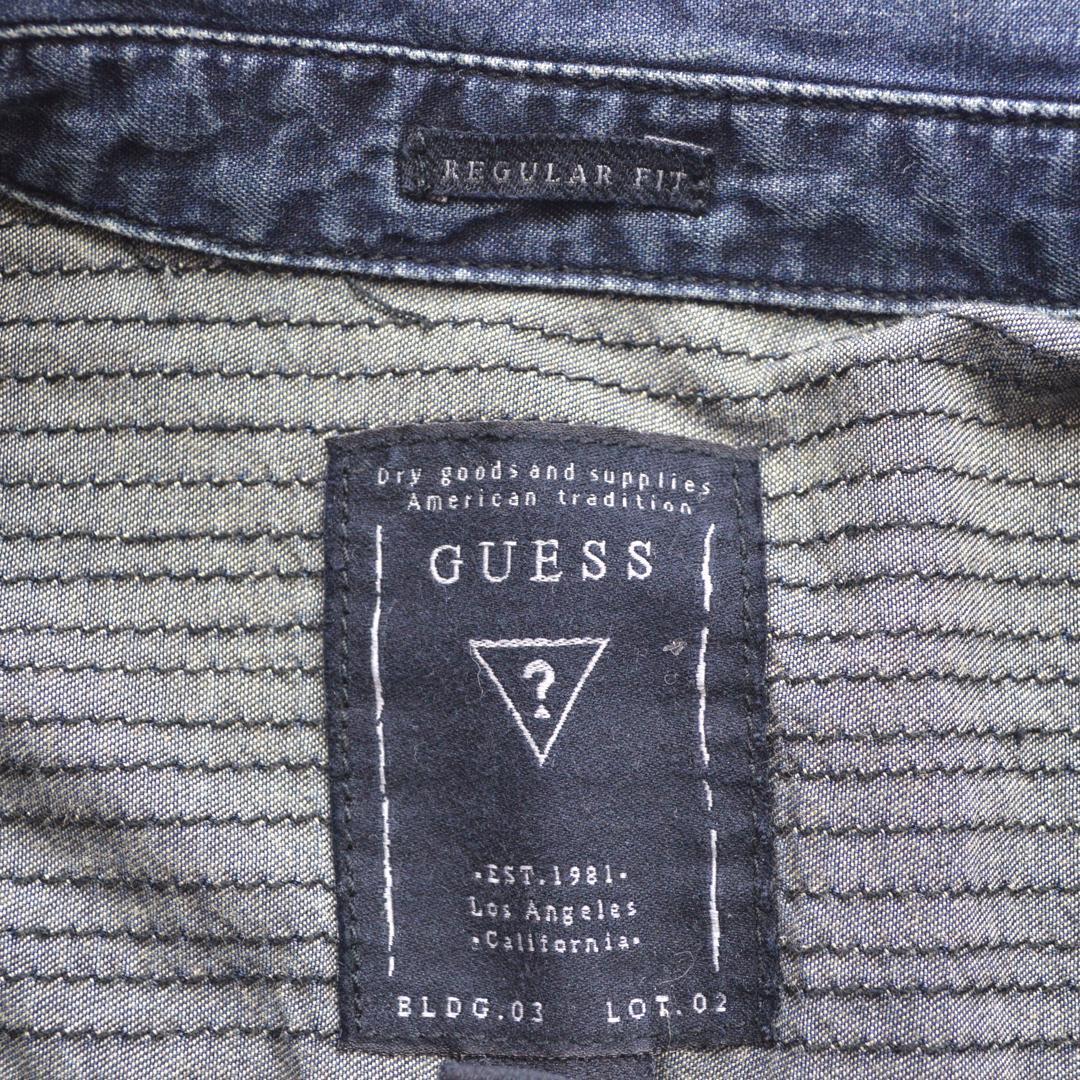 REGULAR FIT
Dry goods and supplies
American tradition
GUESS
?
·EST.1981·
Los Angeles
·California·
BLDG.03 LOT.02